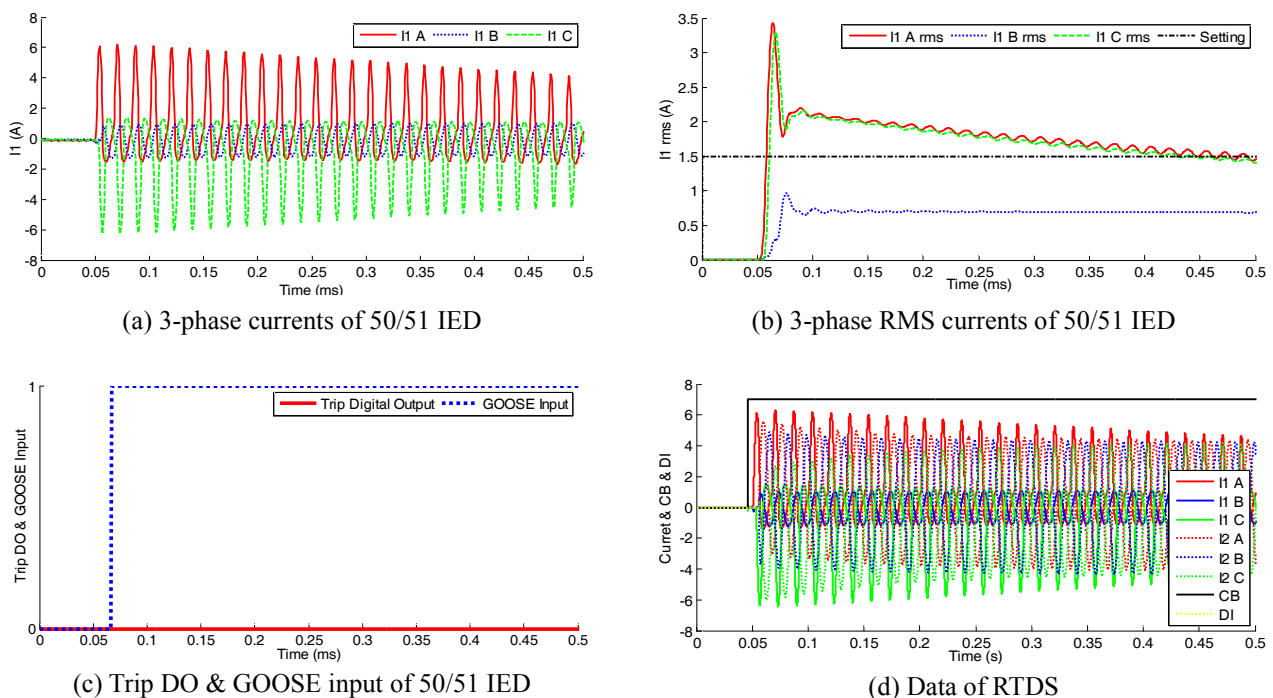 I1 A I1 B I1 C
8
6
4
2
0
-2
-4
-6
-8
I1 (A)
0 0.05 0.1 0.15 0.2 0.25 0.3 0.35 0.4 0.45 0.5
Time (ms)
(a) 3-phase currents of 50/51 IED
I1 A rms I1 B rms I1 C rms Setting
3.5
3
2.5
2
1.5
1
0.5
0
I1 rms (A)
0 0.05 0.1 0.15 0.2 0.25 0.3 0.35 0.4 0.45 0.5
Time (ms)
(b) 3-phase RMS currents of 50/51 IED
Trip Digital Output GOOSE Input
1
0
Trip DO & GOOSE Input
0 0.05 0.1 0.15 0.2 0.25 0.3 0.35 0.4 0.45 0.5
Time (ms)
(c) Trip DO & GOOSE input of 50/51 IED
8
6
4
2
0
-2
-4
-6
-8
Curret & CB & DI
I1 A
I1 B
I1 C
I2 A
I2 B
I2 C
CB
DI
0 0.05 0.1 0.15 0.2 0.25 0.3 0.35 0.4 0.45 0.5
Time (s)
(d) Data of RTDS